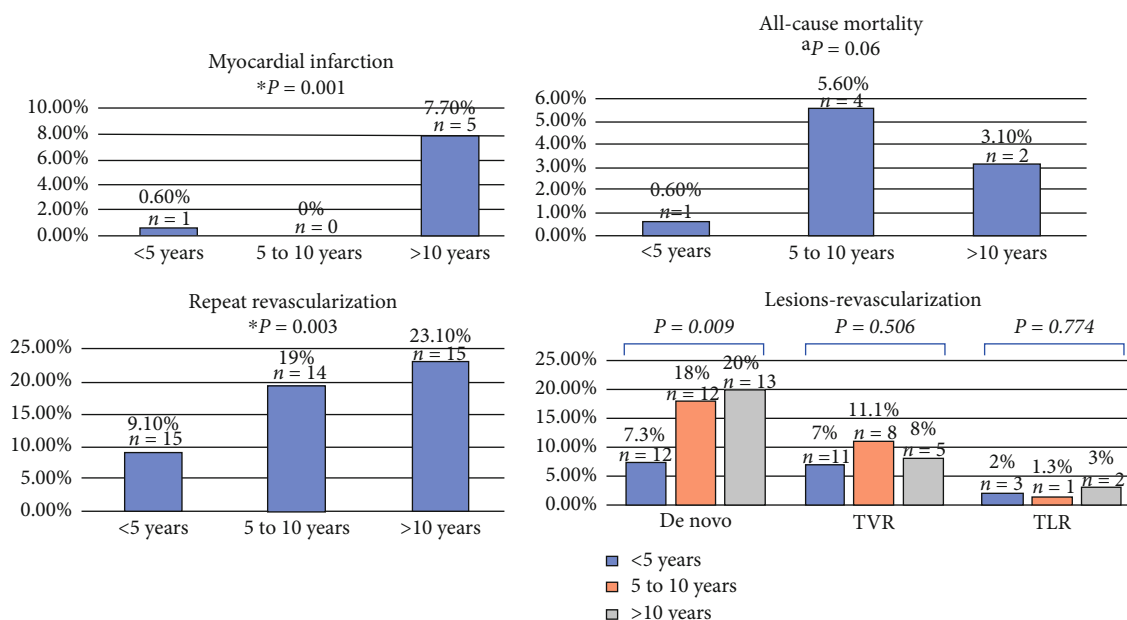 Myocardial infarction
*P = 0.001
10.00%
8.00%
6.00%
4.00%
2.00%
0.00%
0.60%
n = 1
0%
n = 0
7.70%
n = 5
<5 years
5 to 10 years
>10 years
All-cause mortality
aP = 0.06
6.00%
5.00%
4.00%
3.00%
2.00%
1.00%
0.00%
0.60%
n=1
5.60%
n = 4
3.10%
n = 2
<5 years
5 to 10 years
>10 years
Repeat revascularization
*P = 0.003
25.00%
20.00%
15.00%
10.00%
5.00%
0.00%
9.10%
n = 15
19%
n = 14
23.10%
n = 15
<5 years
5 to 10 years
>10 years
Lesions-revascularization
P = 0.009
P = 0.506
P = 0.774
25.00%
20.00%
15.00%
10.00%
5.00%
0.00%
7.3%
n = 12
18%
n = 12
20%
n = 13
7%
n =11
11.1%
n = 8
8%
n = 5
2%
n = 3
1.3%
n = 1
3%
n = 2
De novo
TVR
TLR
<5 years
5 to 10 years
>10 years